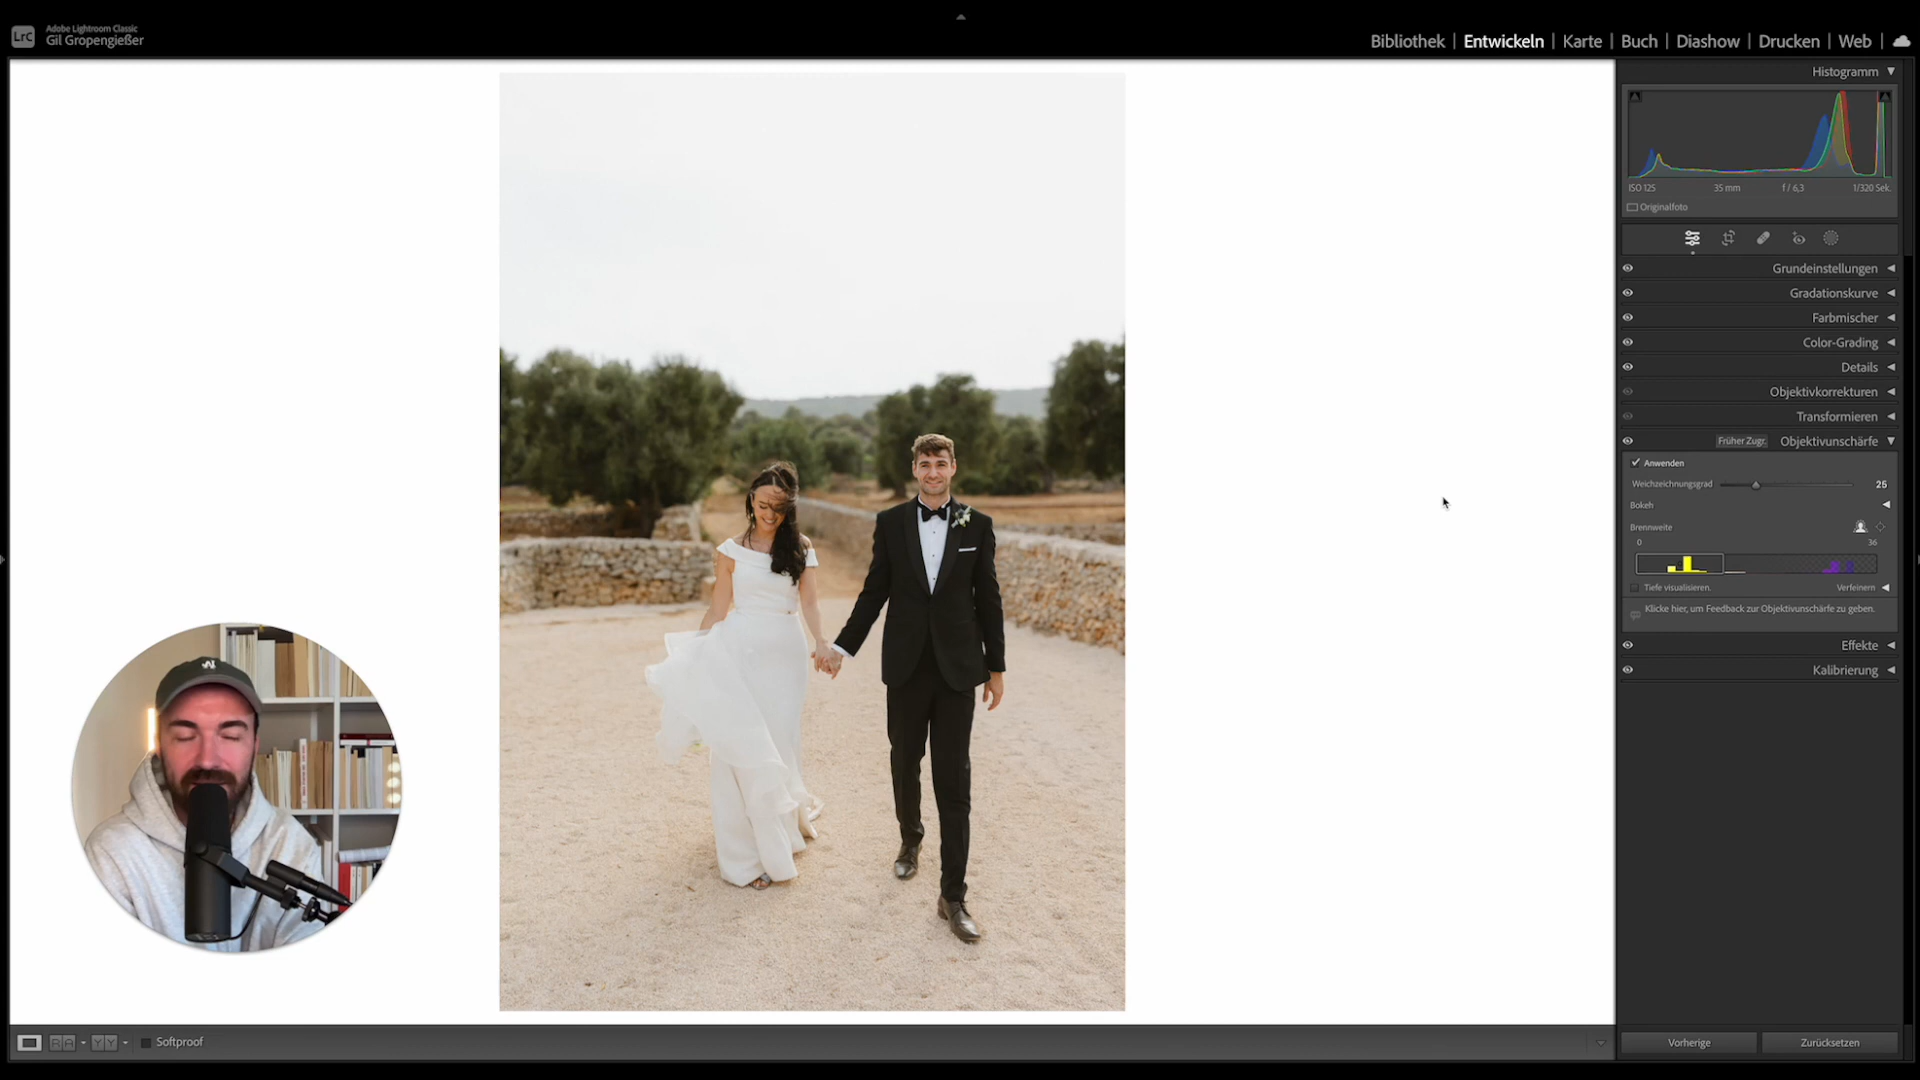 LrC
Adobe Lightroom Classic
Gil Gropengießer
Bibliothek | Entwickeln | Karte | Buch | Diashow | Drucken | Web |
Histogramm
ISO 125 35 mm f / 6,3 1/320 Sek.
Originalfoto
Grundeinstellungen
Gradationskurve
Farbmischer
Color-Grading
Details
Objektivkorrekturen
Transformieren
Früher Zugr. Objektivunschärfe
Anwenden
Weichzeichnungsgrad 25
Bokeh
Brennweite
0 36
Tiefe visualisieren. Verfeinern
Klicke hier, um Feedback zur Objektivunschärfe zu geben.
Effekte
Kalibrierung
RA YY Softproof
Vorherige Zurücksetzen